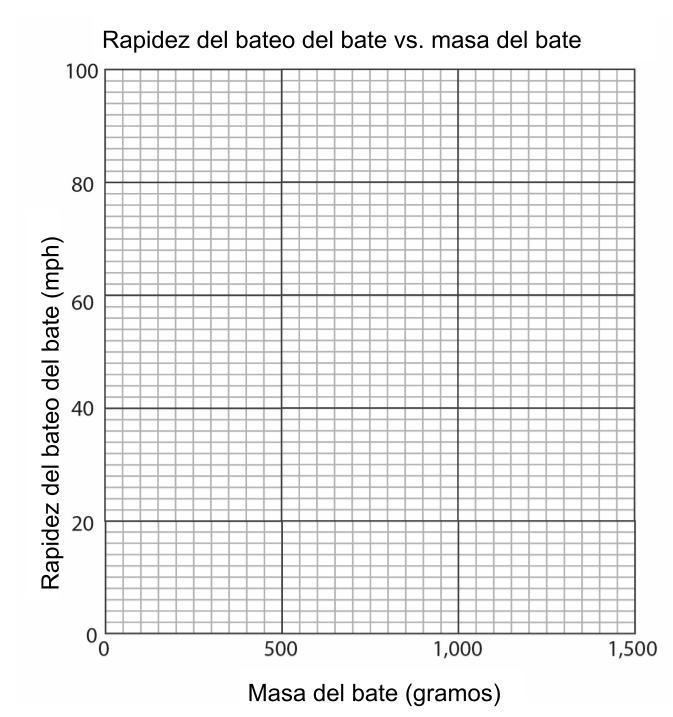 Rapidez del bateo del bate vs. masa del bate
100
80
60
40
20
0
Rapidez del bateo del bate (mph)
0 500 1,000 1,500
Masa del bate (gramos)